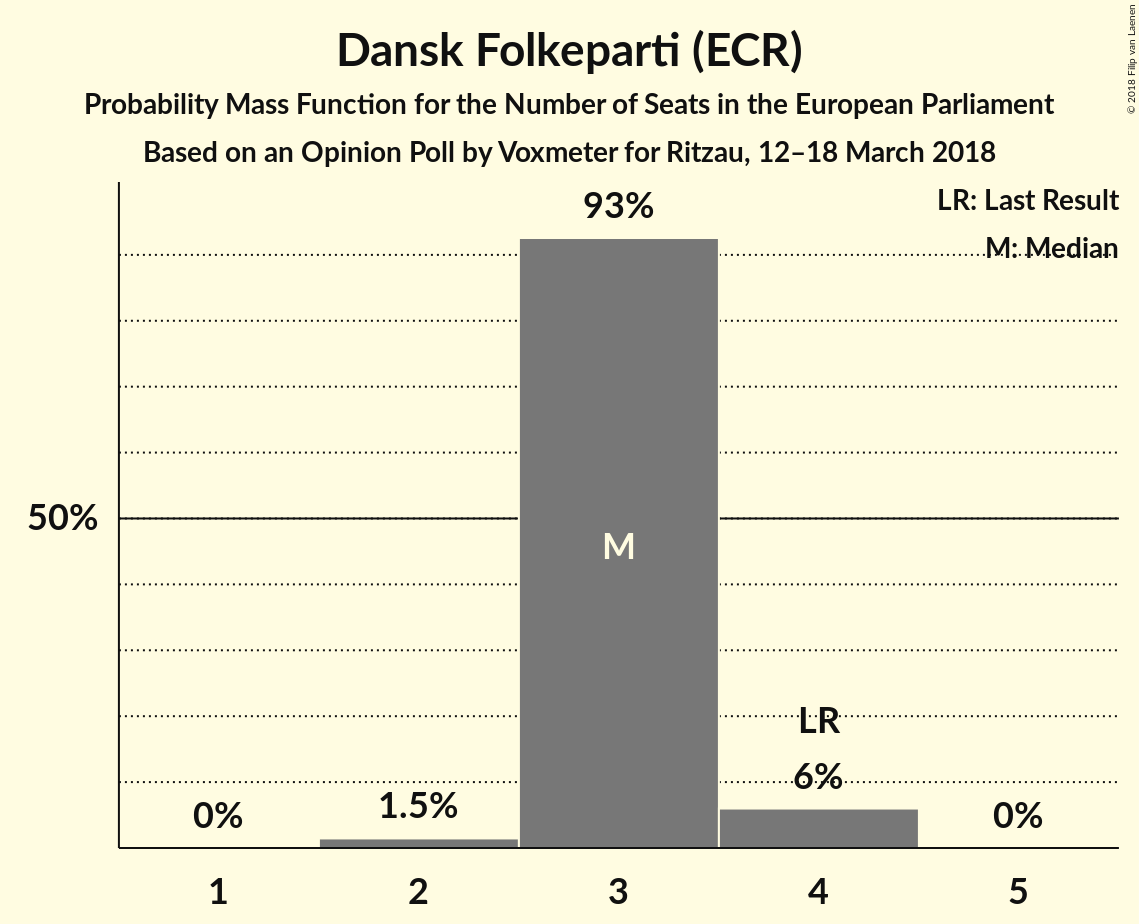 Dansk Folkeparti (ECR)
Probability Mass Function for the Number of Seats in the European Parliament
Based on an Opinion Poll by Voxmeter for Ritzau, 12–18 March 2018
© 2018 Filip van Laenen
LR: Last Result
M: Median
93%
50%
M
LR
6%
1.5%
0%
0%
1 2 3 4 5